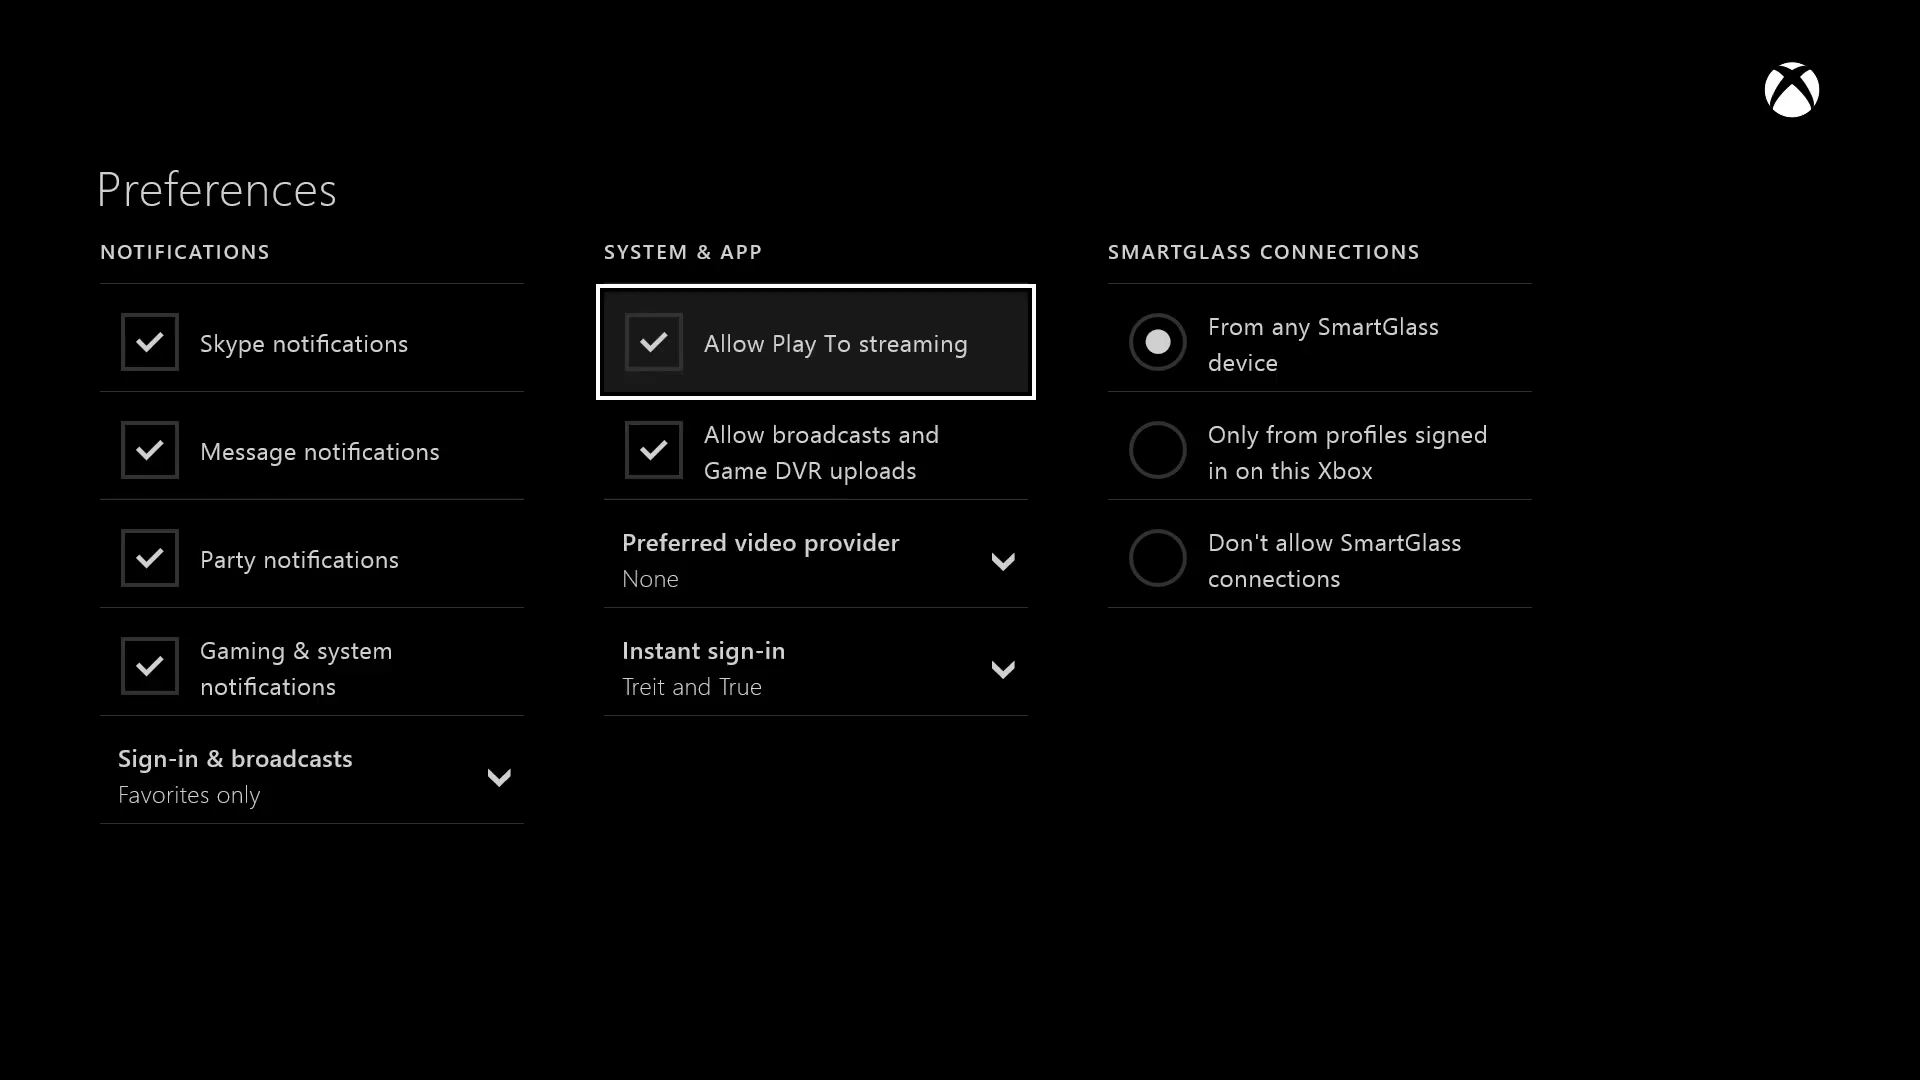 Preferences
NOTIFICATIONS
Skype notifications
Message notifications
Party notifications
Gaming & system
notifications
Sign-in & broadcasts
Favorites only
SYSTEM & APP
Allow Play To streaming
Allow broadcasts and
Game DVR uploads
Preferred video provider
None
Instant sign-in
Treit and True
SMARTGLASS CONNECTIONS
From any SmartGlass
device
Only from profiles signed
in on this Xbox
Don't allow SmartGlass
connections